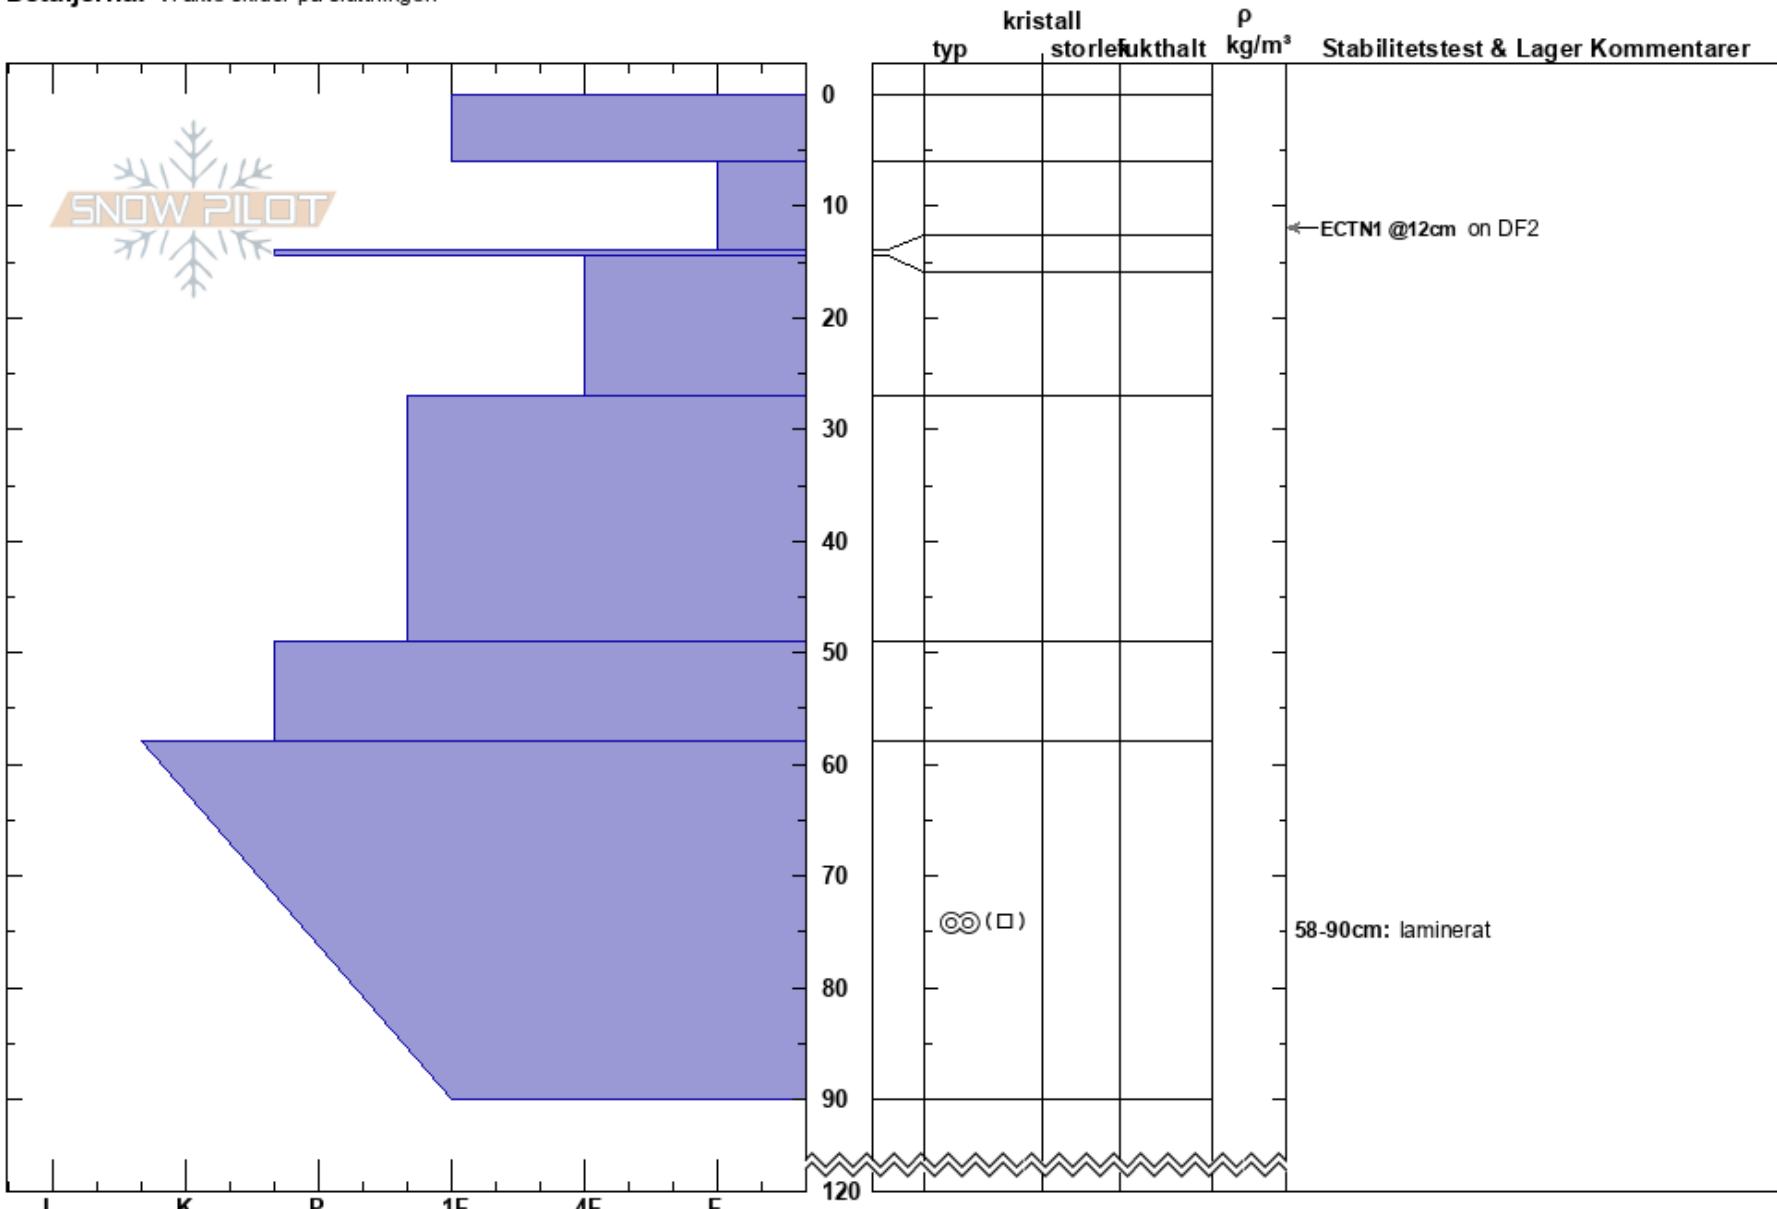 kristall ρ
typ storlek fukthalt kg/m³ Stabilitetstest & Lager Kommentarer
0
SNOW PILOT
10
ECTN1 @12cm on DF2
20
30
40
50
60
70
58-90cm: laminerat
80
90
120
I K P 1F 4F F